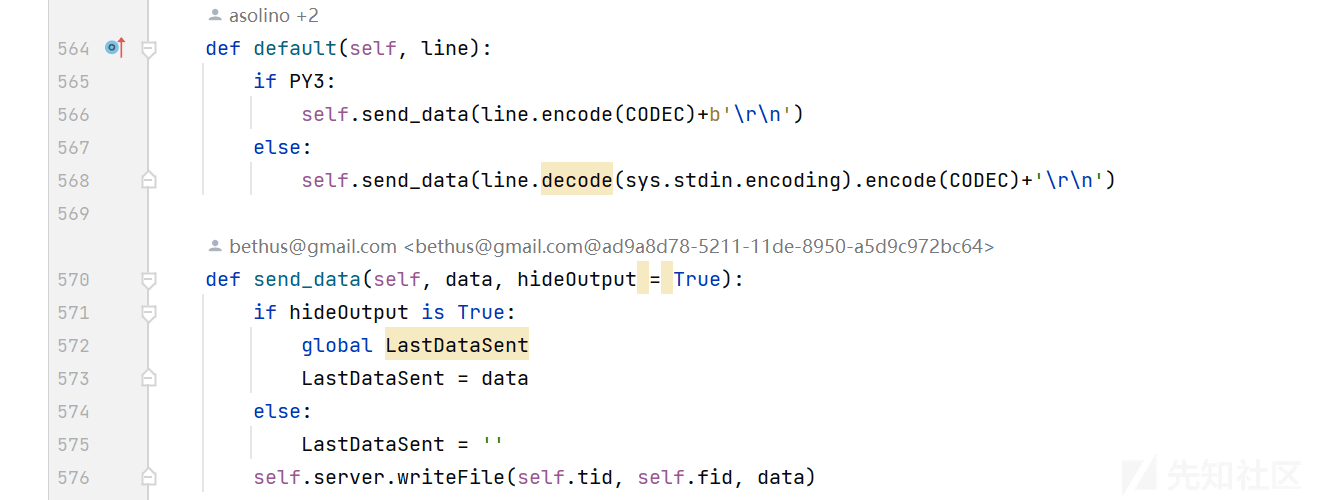 asolino +2
564 def default(self, line):
565     if PY3:
566         self.send_data(line.encode(CODEC)+b'\r\n')
567     else:
568         self.send_data(line.decode(sys.stdin.encoding).encode(CODEC)+'\r\n')
569
bethus@gmail.com <bethus@gmail.com@ad9a8d78-5211-11de-8950-a5d9c972bc64>
570 def send_data(self, data, hideOutput = True):
571     if hideOutput is True:
572         global LastDataSent
573         LastDataSent = data
574     else:
575         LastDataSent = ''
576     self.server.writeFile(self.tid, self.fid, data)
先知社区